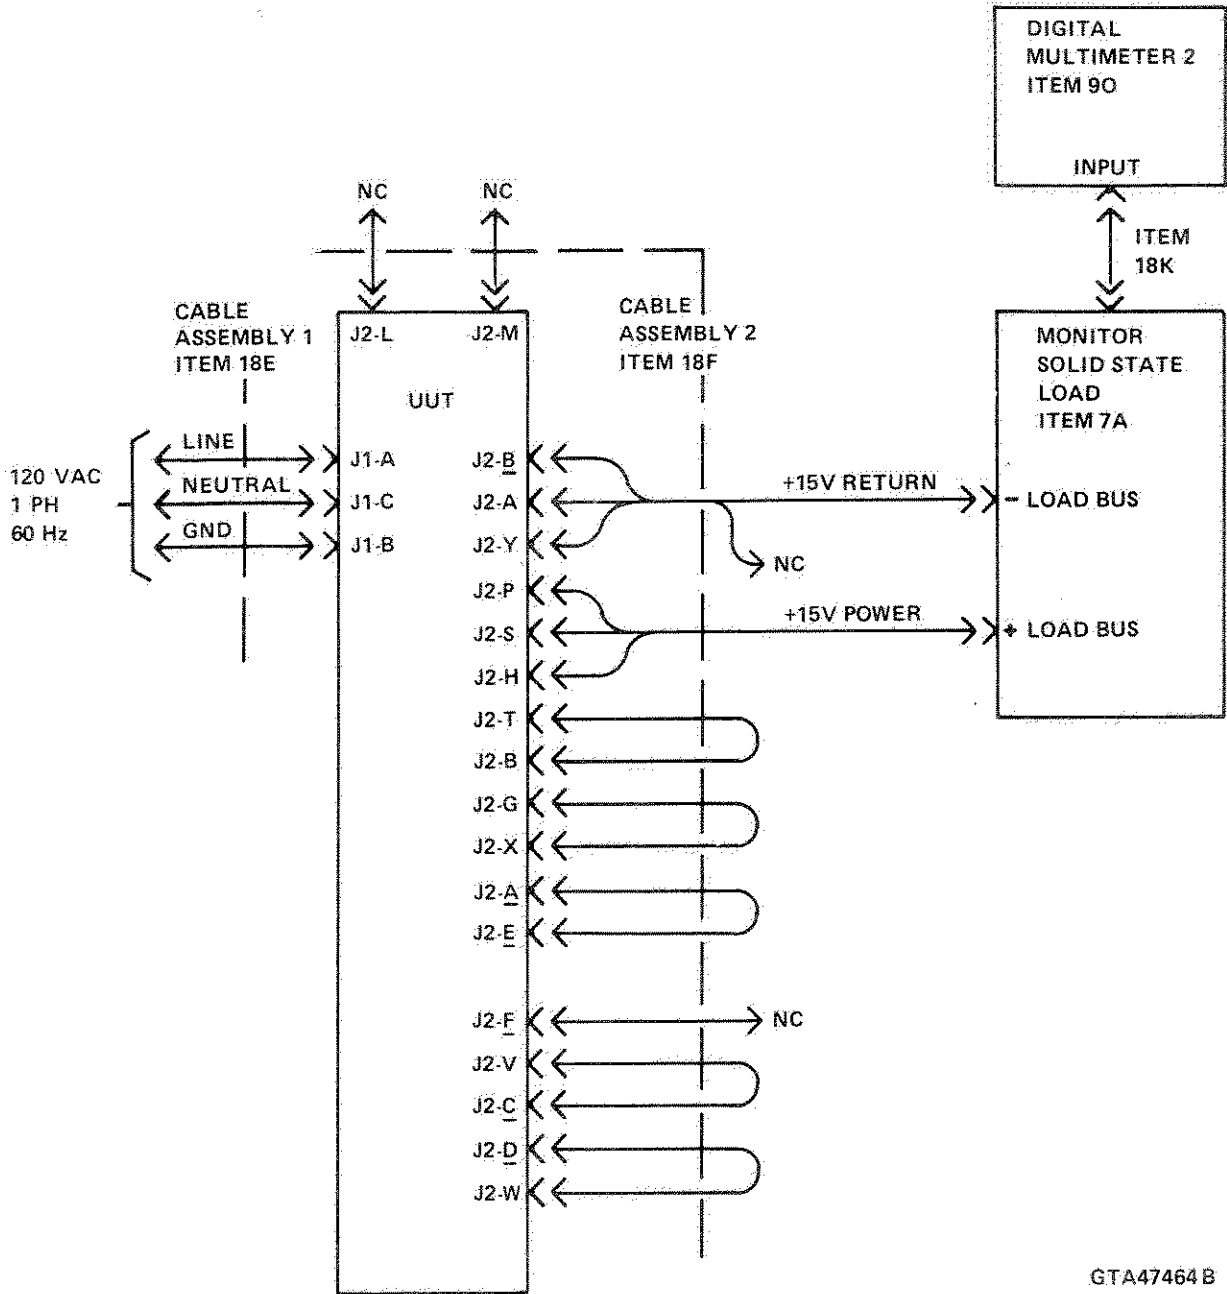 DIGITAL
MULTIMETER 2
ITEM 9O
INPUT
ITEM
18K
NC
NC
CABLE
ASSEMBLY 1
ITEM 18E
J2-L
J2-M
CABLE
ASSEMBLY 2
ITEM 18F
MONITOR
SOLID STATE
LOAD
ITEM 7A
UUT
120 VAC
1 PH
60 Hz
LINE
NEUTRAL
GND
J1-A
J1-C
J1-B
J2-B
J2-A
J2-Y
J2-P
J2-S
J2-H
J2-T
J2-B
J2-G
J2-X
J2-A
J2-E
J2-F
J2-V
J2-C
J2-D
J2-W
+15V RETURN
- LOAD BUS
NC
+15V POWER
+ LOAD BUS
NC
GTA47464B